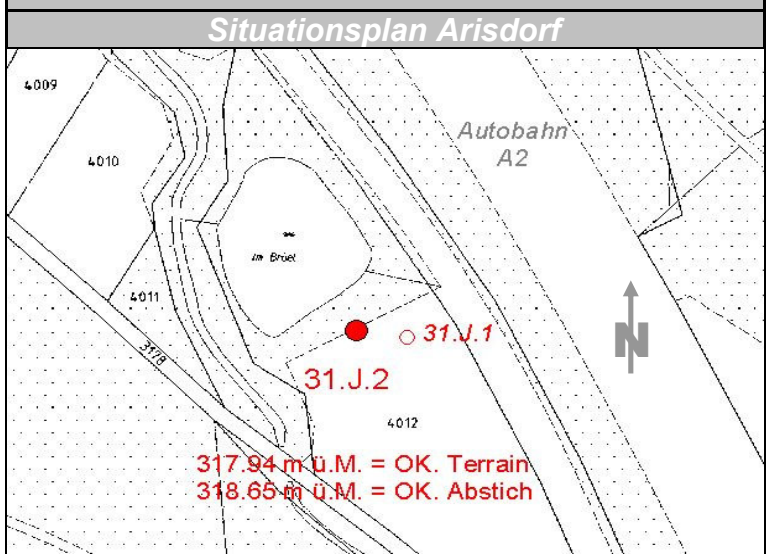 Situationsplan Arisdorf
4009
Autobahn
A2
4010
im Brüel
4011
31.J.1
N
3178
31.J.2
4012
317.94 m ü.M. = OK. Terrain
318.65 m ü.M. = OK. Abstich